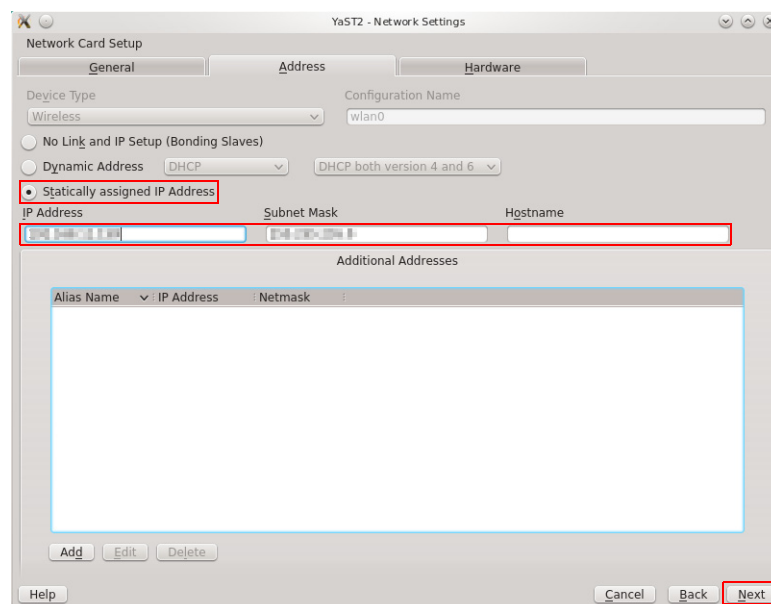 YaST2 - Network Settings
Network Card Setup
General Address Hardware
Device Type Configuration Name
Wireless wlan0
No Link and IP Setup (Bonding Slaves)
Dynamic Address DHCP DHCP both version 4 and 6
Statically assigned IP Address
IP Address Subnet Mask Hostname
Additional Addresses
Alias Name IP Address Netmask
Add Edit Delete
Help Cancel Back Next